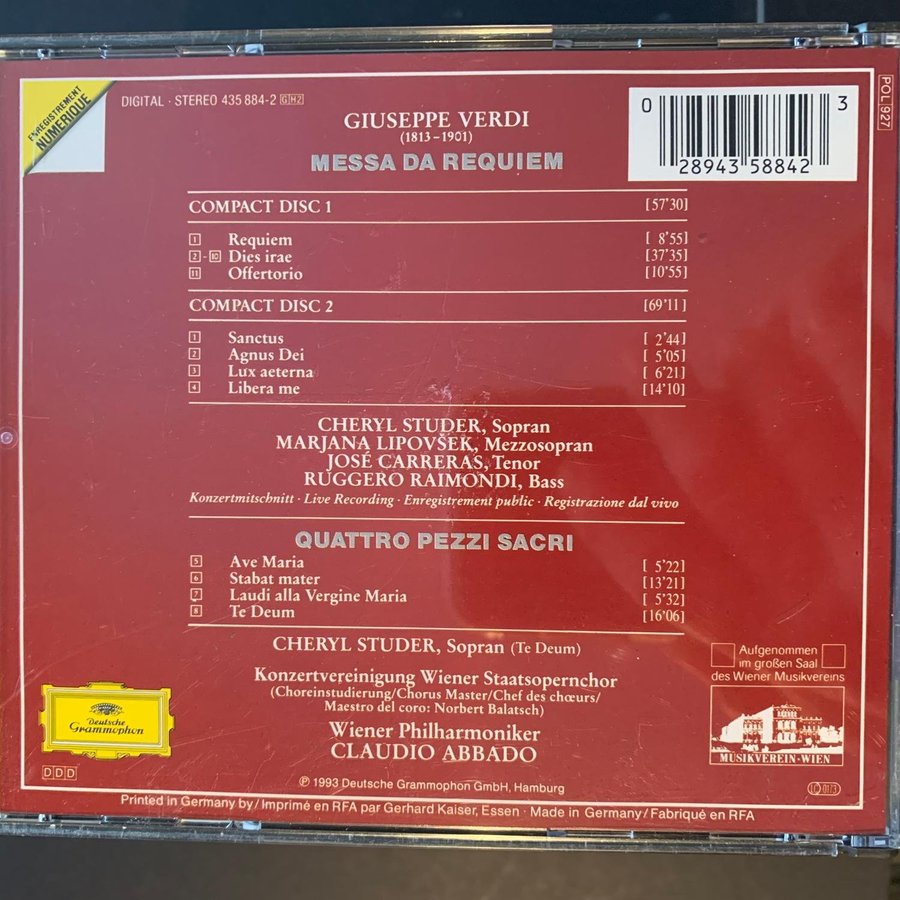 ENREGISTREMENT
NUMERIQUE
DIGITAL · STEREO 435 884-2 GH2
GIUSEPPE VERDI
(1813–1901)
MESSA DA REQUIEM
0 28943 58842 3
POL 927
COMPACT DISC 1 [57'30]
1 Requiem [8'55]
2-10 Dies irae [37'35]
11 Offertorio [10'55]
COMPACT DISC 2 [69'11]
1 Sanctus [2'44]
2 Agnus Dei [5'05]
3 Lux aeterna [6'21]
4 Libera me [14'10]
CHERYL STUDER, Sopran
MARJANA LIPOVŠEK, Mezzosopran
JOSÉ CARRERAS, Tenor
RUGGERO RAIMONDI, Bass
Konzertmitschnitt · Live Recording · Enregistrement public · Registrazione dal vivo
QUATTRO PEZZI SACRI
5 Ave Maria [5'22]
6 Stabat mater [13'21]
7 Laudi alla Vergine Maria [5'32]
8 Te Deum [16'06]
CHERYL STUDER, Sopran (Te Deum)
Konzertvereinigung Wiener Staatsopernchor
(Choreinstudierung/Chorus Master/Chef des chœurs/
Maestro del coro: Norbert Balatsch)
Wiener Philharmoniker
CLAUDIO ABBADO
Aufgenommen
im großen Saal
des Wiener Musikvereins
MUSIKVEREIN·WIEN
Deutsche
Grammophon
DDD
℗ 1993 Deutsche Grammophon GmbH, Hamburg
LC 0173
Printed in Germany by/Imprimé en RFA par Gerhard Kaiser, Essen · Made in Germany/Fabriqué en RFA